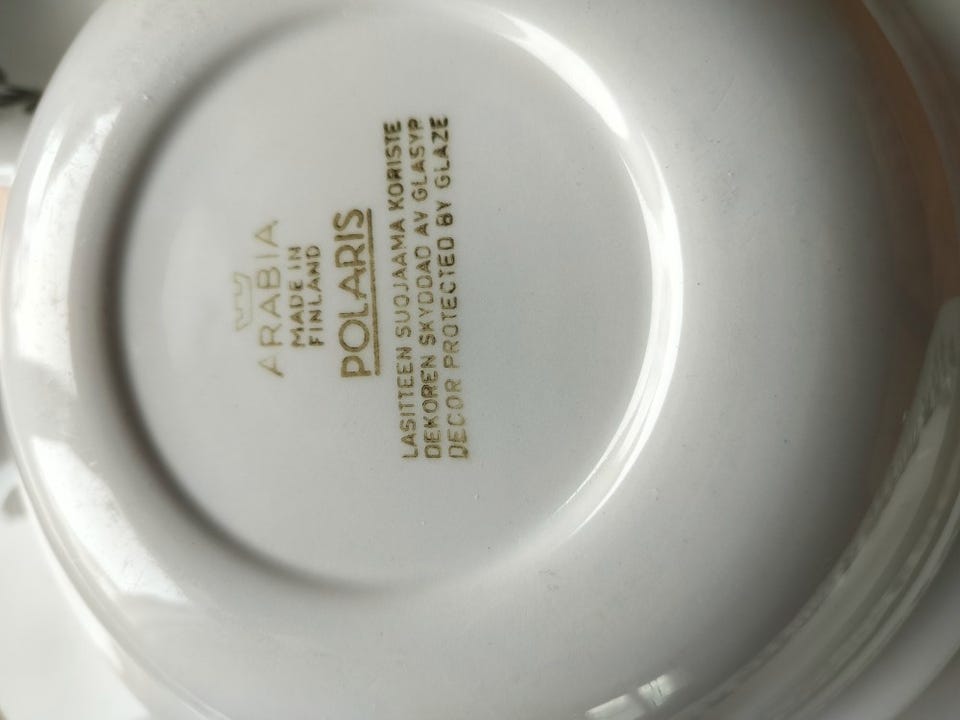 ARABIA
MADE IN
FINLAND
POLARIS
LASITTEEN SUOJAAMA KORISTE
DEKOREN SKYDDAD AV GLASYR
DECOR PROTECTED BY GLAZE